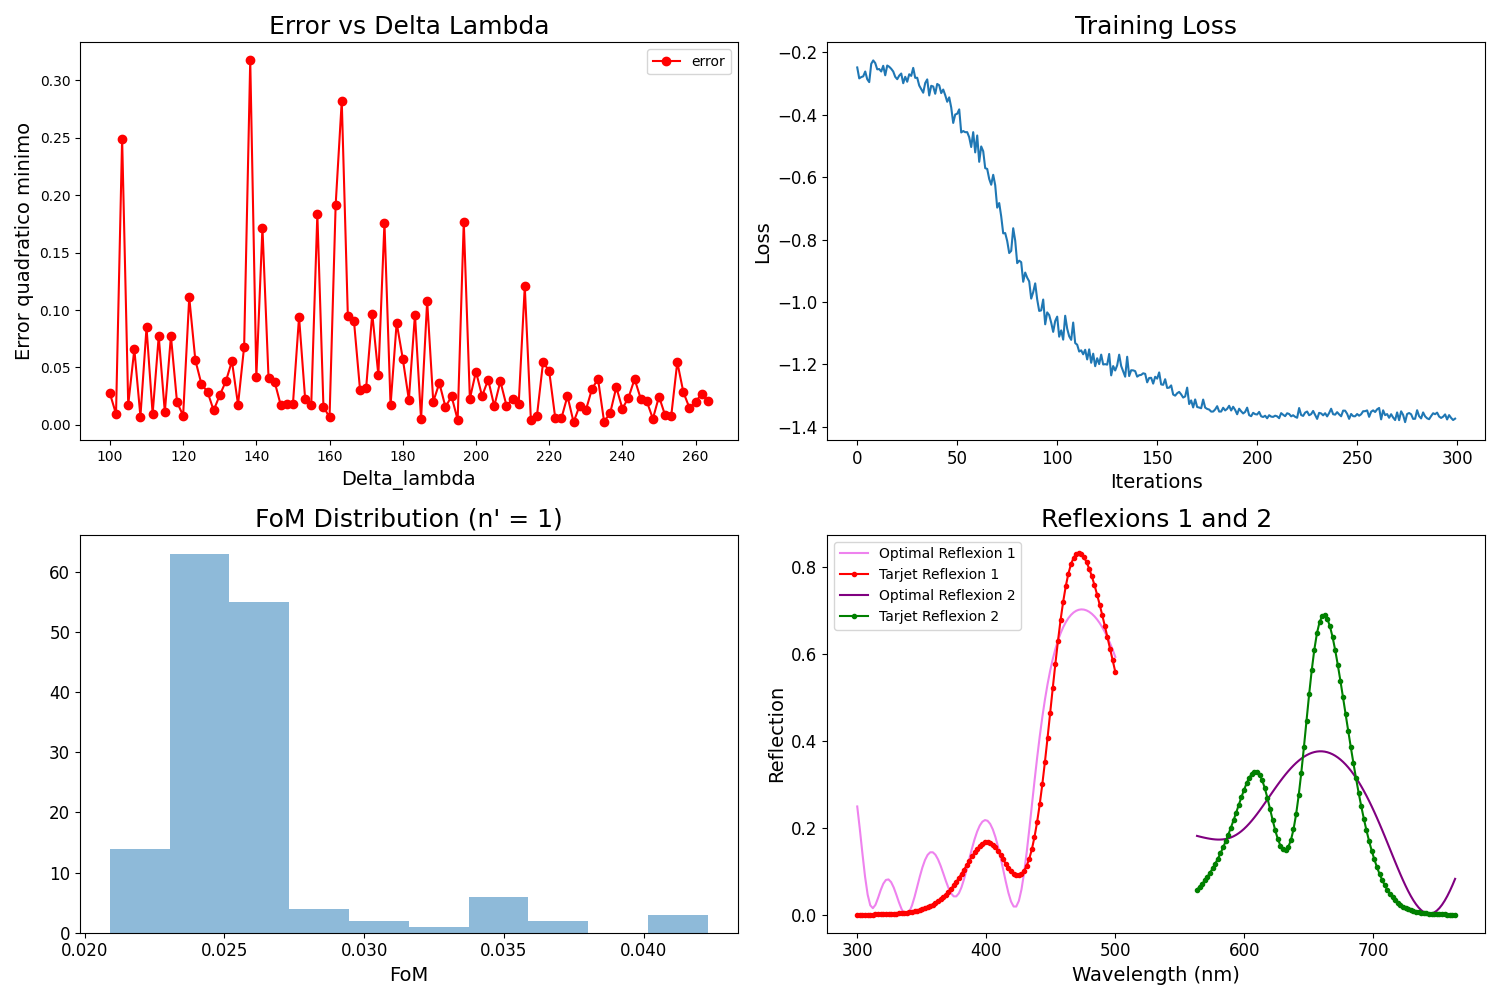 Error vs Delta Lambda
error
Error quadratico minimo
0.30
0.25
0.20
0.15
0.10
0.05
0.00
100 120 140 160 180 200 220 240 260
Delta_lambda
Training Loss
Loss
−0.2
−0.4
−0.6
−0.8
−1.0
−1.2
−1.4
0 50 100 150 200 250 300
Iterations
FoM Distribution (n' = 1)
60
50
40
30
20
10
0
0.020 0.025 0.030 0.035 0.040
FoM
Reflexions 1 and 2
Optimal Reflexion 1
Tarjet Reflexion 1
Optimal Reflexion 2
Tarjet Reflexion 2
Reflection
0.8
0.6
0.4
0.2
0.0
300 400 500 600 700
Wavelength (nm)